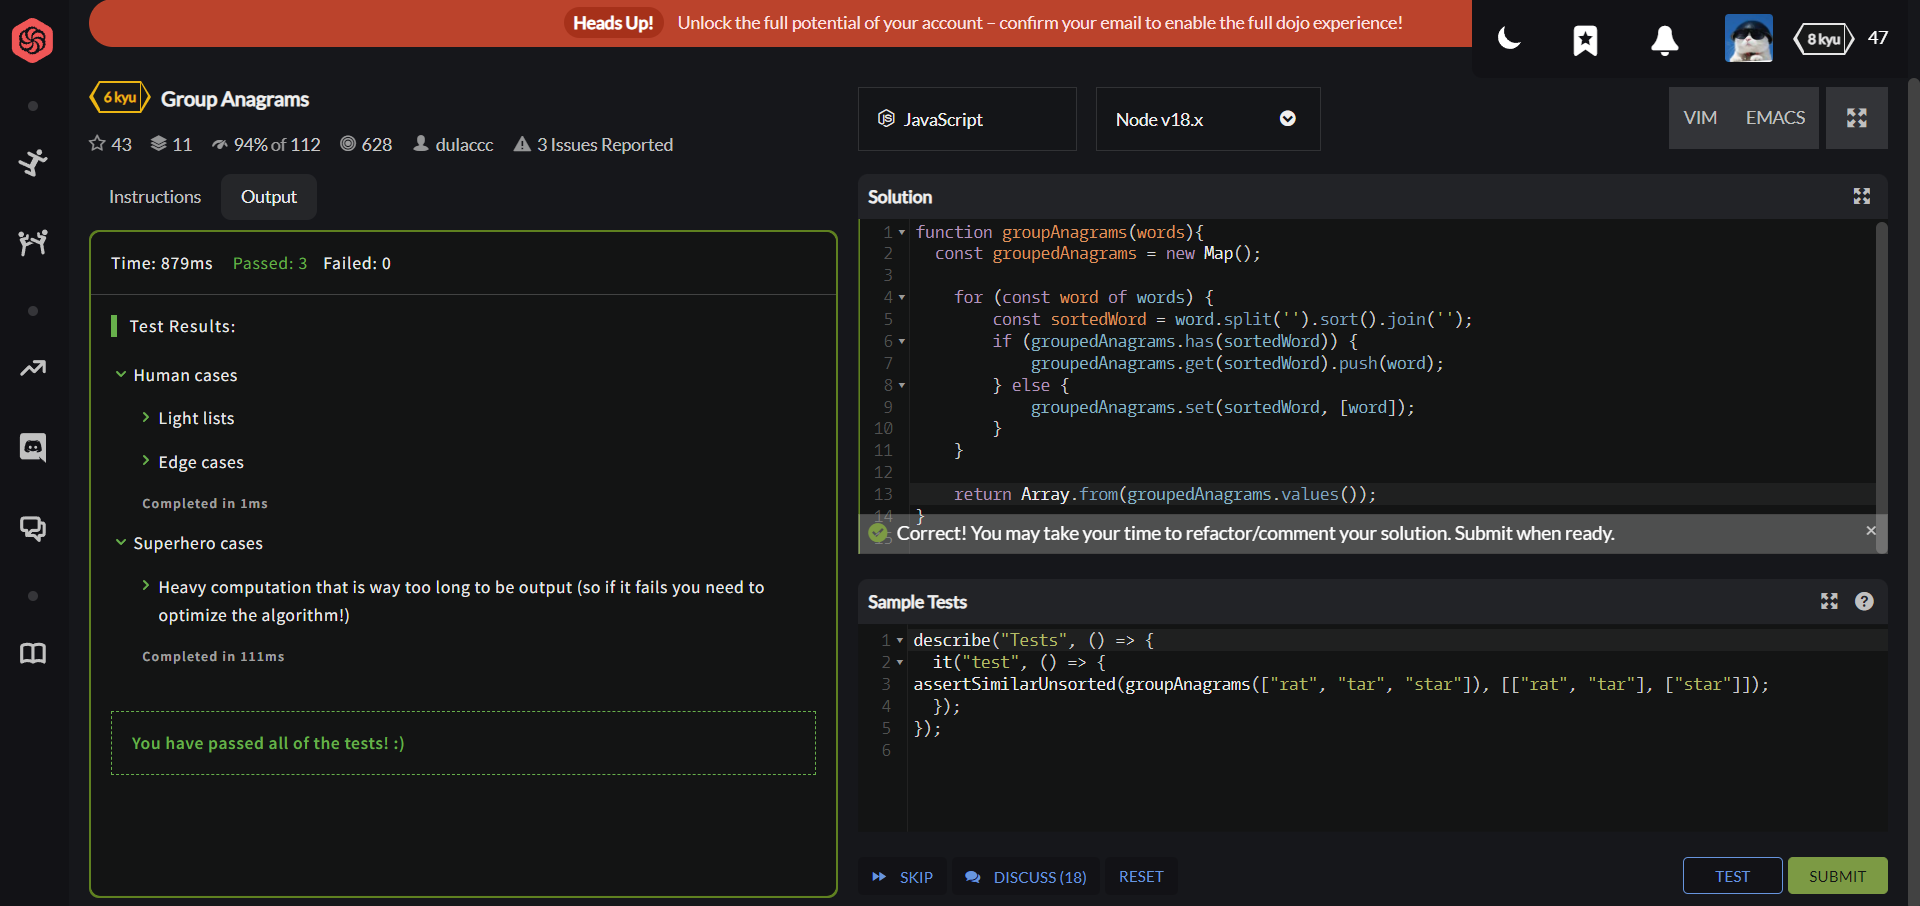 Heads Up! Unlock the full potential of your account – confirm your email to enable the full dojo experience!
8 kyu 47
6 kyu Group Anagrams
43 11 94% of 112 628 dulaccc 3 Issues Reported
Instructions Output
Time: 879ms Passed: 3 Failed: 0
Test Results:
Human cases
Light lists
Edge cases
Completed in 1ms
Superhero cases
Heavy computation that is way too long to be output (so if it fails you need to
optimize the algorithm!)
Completed in 111ms
You have passed all of the tests! :)
JavaScript Node v18.x VIM EMACS
Solution
1 function groupAnagrams(words){
2 const groupedAnagrams = new Map();
3
4 for (const word of words) {
5 const sortedWord = word.split('').sort().join('');
6 if (groupedAnagrams.has(sortedWord)) {
7 groupedAnagrams.get(sortedWord).push(word);
8 } else {
9 groupedAnagrams.set(sortedWord, [word]);
10 }
11 }
12
13 return Array.from(groupedAnagrams.values());
14 }
15 Correct! You may take your time to refactor/comment your solution. Submit when ready. ×
Sample Tests ?
1 describe("Tests", () => {
2 it("test", () => {
3 assertSimilarUnsorted(groupAnagrams(["rat", "tar", "star"]), [["rat", "tar"], ["star"]]);
4 });
5 });
6
SKIP DISCUSS (18) RESET TEST SUBMIT